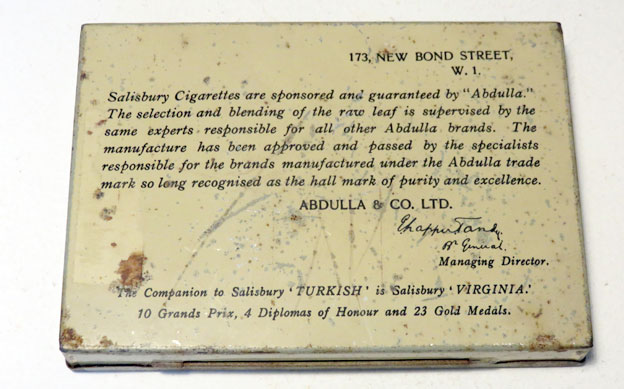 173, NEW BOND STREET,
W. 1.
Salisbury Cigarettes are sponsored and guaranteed by "Abdulla."
The selection and blending of the raw leaf is supervised by the
same experts responsible for all other Abdulla brands. The
manufacture has been approved and passed by the specialists
responsible for the brands manufactured under the Abdulla trade
mark so long recognised as the hall mark of purity and excellence.
ABDULLA & CO. LTD.
Br General.
Managing Director.
The Companion to Salisbury 'TURKISH' is Salisbury 'VIRGINIA.'
10 Grands Prix, 4 Diplomas of Honour and 23 Gold Medals.